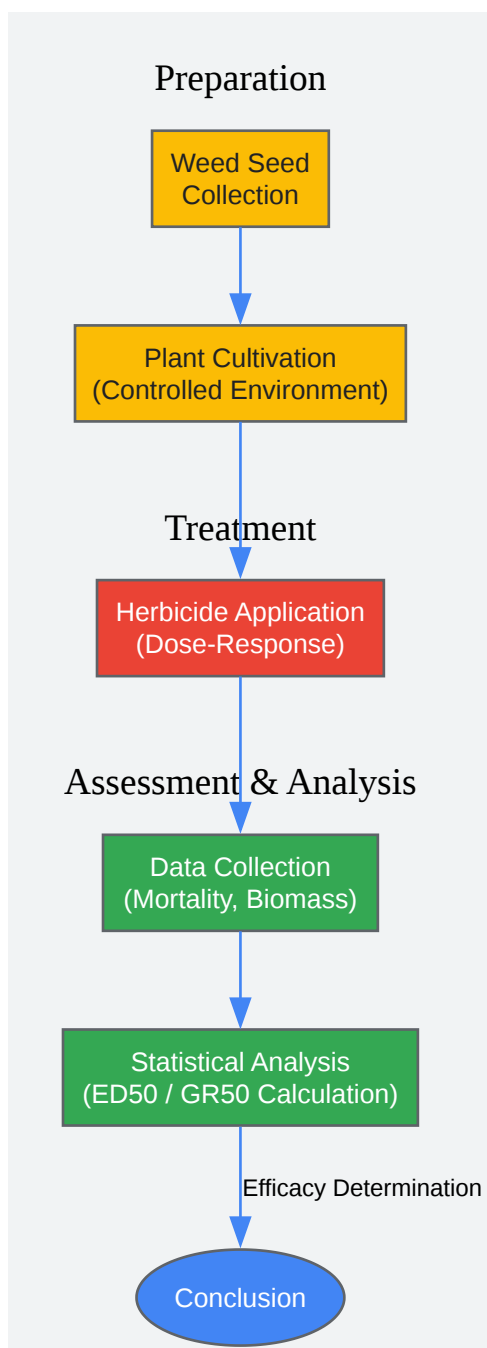 Preparation
Weed Seed
Collection
Plant Cultivation
(Controlled Environment)
Treatment
Herbicide Application
(Dose-Response)
Assessment & Analysis
Data Collection
(Mortality, Biomass)
Statistical Analysis
(ED50 / GR50 Calculation)
Efficacy Determination
Conclusion